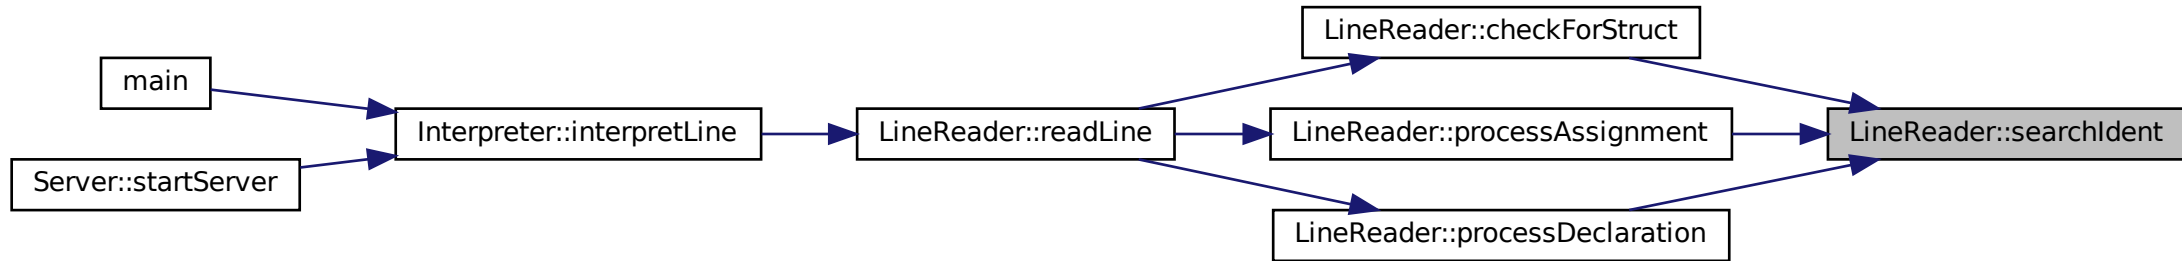 LineReader::checkForStruct
main
Interpreter::interpretLine
LineReader::readLine
LineReader::processAssignment
LineReader::searchIdent
Server::startServer
LineReader::processDeclaration